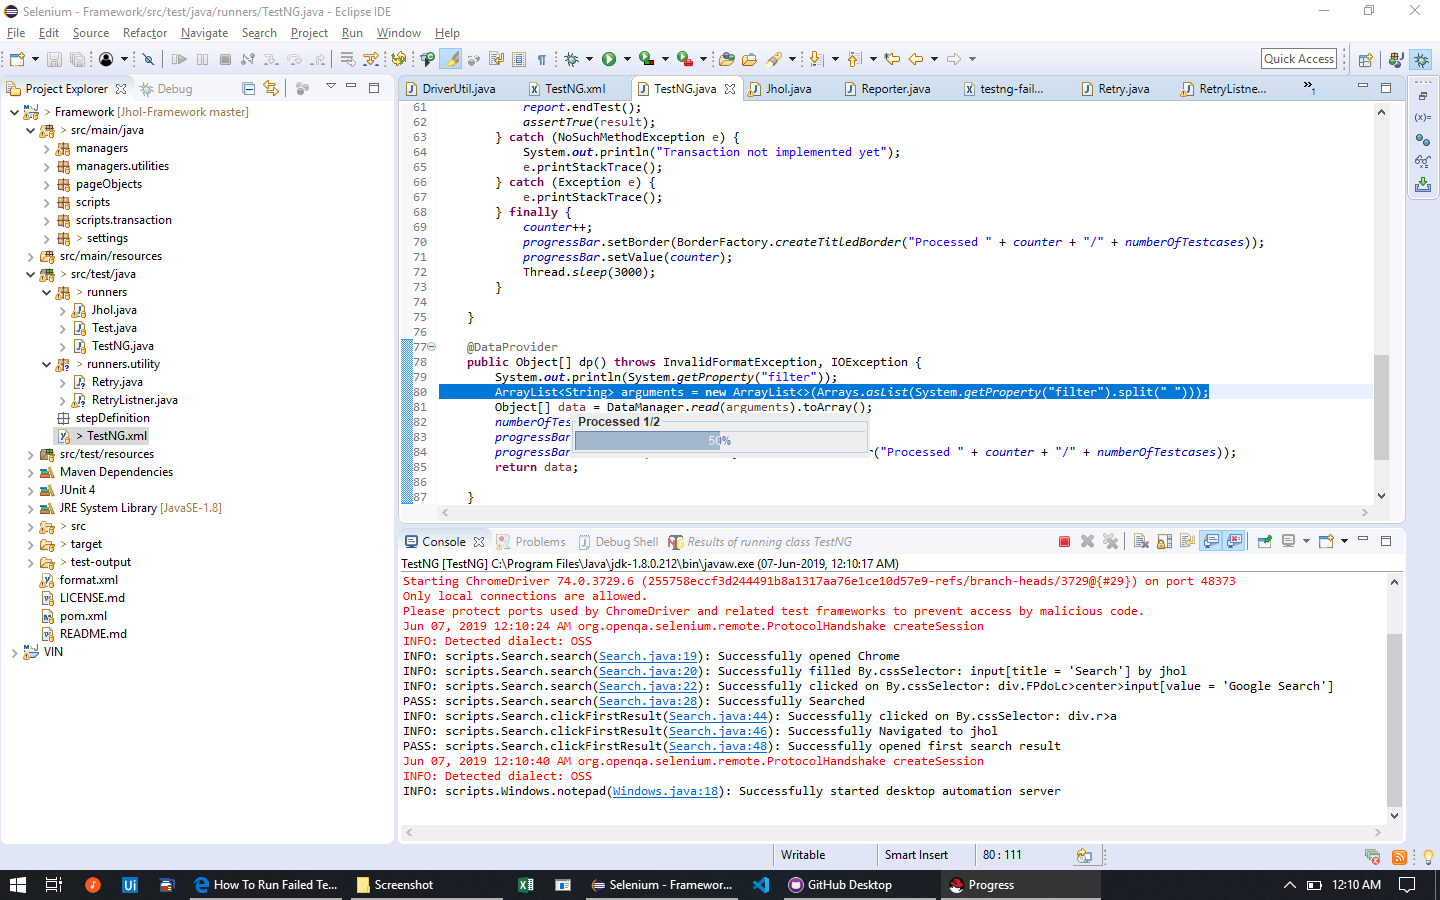 Selenium - Framework/src/test/java/runners/TestNG.java - Eclipse IDE
File Edit Source Refactor Navigate Search Project Run Window Help
Quick Access
Project Explorer Debug
DriverUtil.java TestNG.xml TestNG.java Jhol.java Reporter.java testng-fail... Retry.java RetryListne... »1
Framework [Jhol-Framework master]
src/main/java
managers
managers.utilities
pageObjects
scripts
scripts.transaction
> settings
src/main/resources
> src/test/java
> runners
Jhol.java
Test.java
TestNG.java
> runners.utility
Retry.java
RetryListner.java
stepDefinition
> TestNG.xml
src/test/resources
Maven Dependencies
JUnit 4
JRE System Library [JavaSE-1.8]
> src
> target
> test-output
format.xml
LICENSE.md
pom.xml
README.md
VIN
61 report.endTest();
62 assertTrue(result);
63 } catch (NoSuchMethodException e) {
64 System.out.println("Transaction not implemented yet");
65 e.printStackTrace();
66 } catch (Exception e) {
67 e.printStackTrace();
68 } finally {
69 counter++;
70 progressBar.setBorder(BorderFactory.createTitledBorder("Processed " + counter + "/" + numberOfTestcases));
71 progressBar.setValue(counter);
72 Thread.sleep(3000);
73 }
74
75 }
76
77 @DataProvider
78 public Object[] dp() throws InvalidFormatException, IOException {
79 System.out.println(System.getProperty("filter"));
80 ArrayList<String> arguments = new ArrayList<>(Arrays.asList(System.getProperty("filter").split(" ")));
81 Object[] data = DataManager.read(arguments).toArray();
82 numberOfTes
83 progressBar
84 progressBar ("Processed " + counter + "/" + numberOfTestcases));
85 return data;
86
87 }
Processed 1/2
50%
Console Problems Debug Shell Results of running class TestNG
TestNG [TestNG] C:\Program Files\Java\jdk-1.8.0.212\bin\javaw.exe (07-Jun-2019, 12:10:17 AM)
Starting ChromeDriver 74.0.3729.6 (255758eccf3d244491b8a1317aa76e1ce10d57e9-refs/branch-heads/3729@{#29}) on port 48373
Only local connections are allowed.
Please protect ports used by ChromeDriver and related test frameworks to prevent access by malicious code.
Jun 07, 2019 12:10:24 AM org.openqa.selenium.remote.ProtocolHandshake createSession
INFO: Detected dialect: OSS
INFO: scripts.Search.search(Search.java:19): Successfully opened Chrome
INFO: scripts.Search.search(Search.java:20): Successfully filled By.cssSelector: input[title = 'Search'] by jhol
INFO: scripts.Search.search(Search.java:22): Successfully clicked on By.cssSelector: div.FPdoLc>center>input[value = 'Google Search']
PASS: scripts.Search.search(Search.java:28): Successfully Searched
INFO: scripts.Search.clickFirstResult(Search.java:44): Successfully clicked on By.cssSelector: div.r>a
INFO: scripts.Search.clickFirstResult(Search.java:46): Successfully Navigated to jhol
PASS: scripts.Search.clickFirstResult(Search.java:48): Successfully opened first search result
Jun 07, 2019 12:10:40 AM org.openqa.selenium.remote.ProtocolHandshake createSession
INFO: Detected dialect: OSS
INFO: scripts.Windows.notepad(Windows.java:18): Successfully started desktop automation server
Writable Smart Insert 80 : 111
How To Run Failed Te... Screenshot Selenium - Framewor... GitHub Desktop Progress 12:10 AM